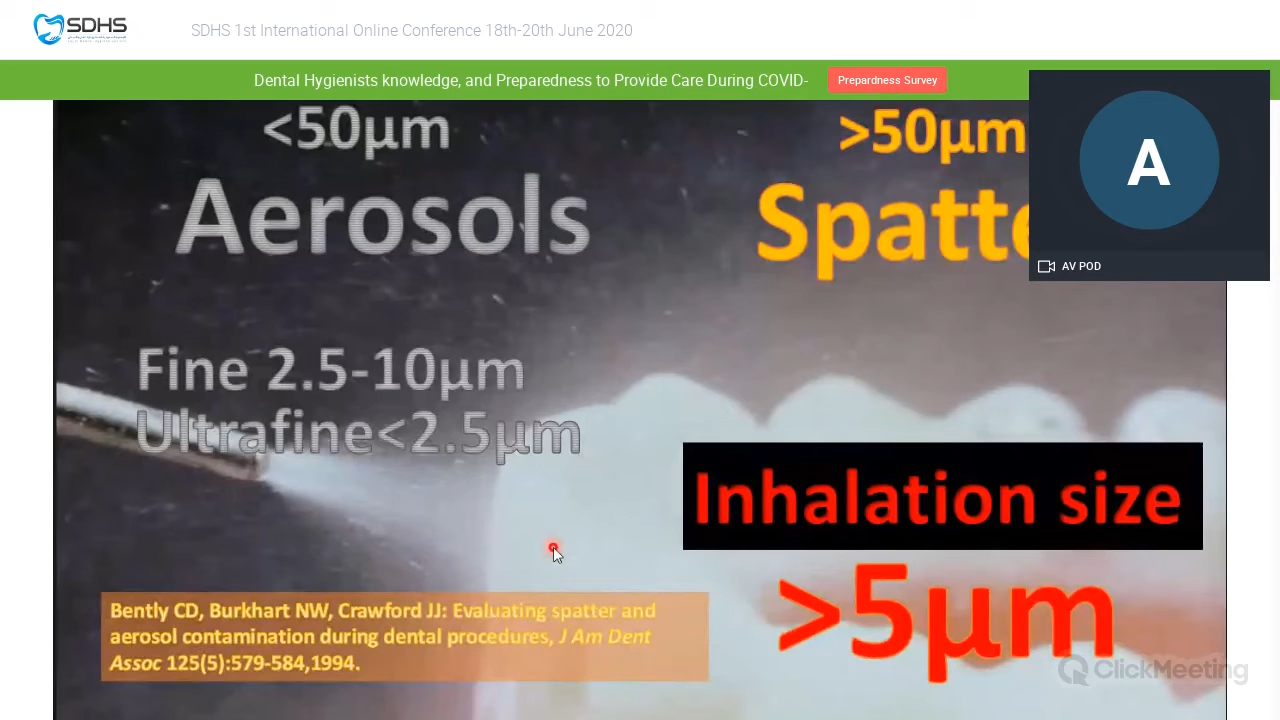 SDHS
SDHS 1st International Online Conference 18th-20th June 2020
Dental Hygienists knowledge, and Preparedness to Provide Care During COVID-
Prepardness Survey
<50µm
>50µm
Aerosols
Spatte
A
AV POD
Fine 2.5-10µm
Ultrafine<2.5µm
Inhalation size
>5µm
Bently CD, Burkhart NW, Crawford JJ: Evaluating spatter and
aerosol contamination during dental procedures, J Am Dent
Assoc 125(5):579-584,1994.
ClickMeeting